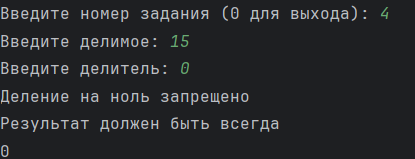 Введите номер задания (0 для выхода): 4
Введите делимое: 15
Введите делитель: 0
Деление на ноль запрещено
Результат должен быть всегда
0